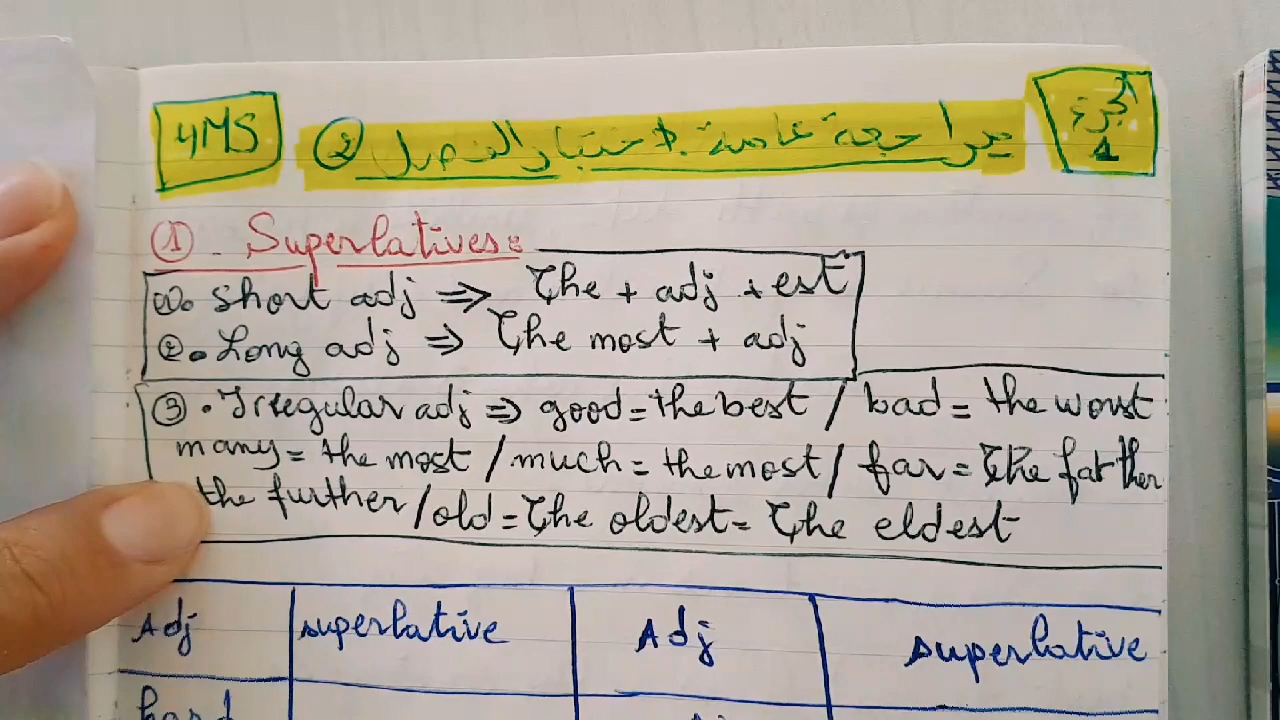 4MS مراجعة عامة. اختبار الفصل ② الجزء 1
① . Superlatives:
①. Short adj ⇒ The + adj + est
②. Long adj ⇒ The most + adj
③. Irregular adj ⇒ good = the best / bad = the worst
many = the most / much = the most / far = The farther
the further / old = The oldest = The eldest
Adj superlative Adj superlative
hard